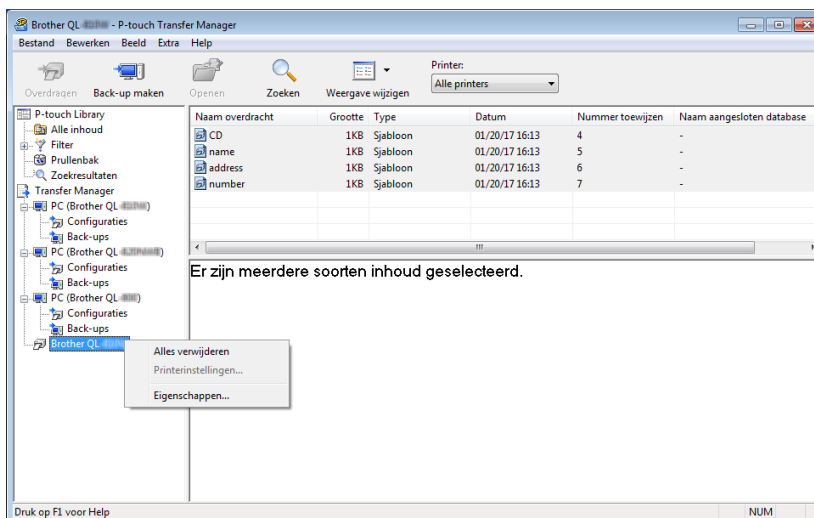 Brother QL - P-touch Transfer Manager
Bestand Bewerken Beeld Extra Help
Overdragen Back-up maken Openen Zoeken Weergave wijzigen
Printer:
Alle printers
P-touch Library
Alle inhoud
Filter
Prullenbak
Zoekresultaten
Transfer Manager
PC (Brother QL )
Configuraties
Back-ups
PC (Brother QL )
Configuraties
Back-ups
PC (Brother QL )
Configuraties
Back-ups
Brother QL
Naam overdracht Grootte Type Datum Nummer toewijzen Naam aangesloten database
CD 1KB Sjabloon 01/20/17 16:13 4 -
name 1KB Sjabloon 01/20/17 16:13 5 -
address 1KB Sjabloon 01/20/17 16:13 6 -
number 1KB Sjabloon 01/20/17 16:13 7 -
Er zijn meerdere soorten inhoud geselecteerd.
Alles verwijderen
Printerinstellingen...
Eigenschappen...
Druk op F1 voor Help
NUM